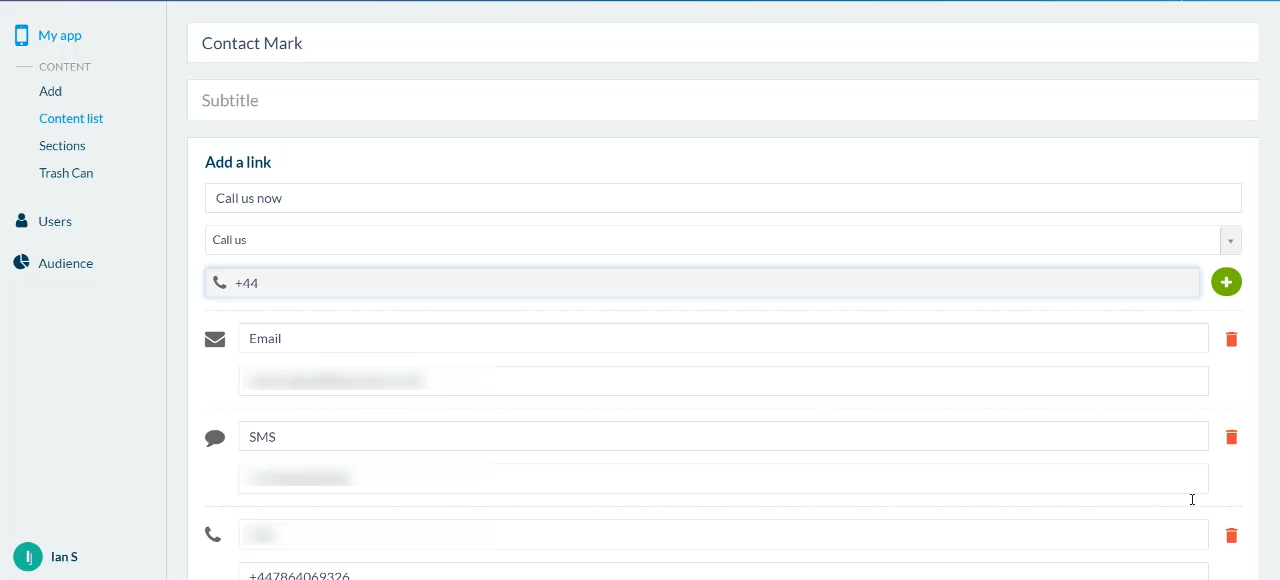 My app
CONTENT
Add
Content list
Sections
Trash Can
Users
Audience
Ian S
Contact Mark
Subtitle
Add a link
Call us now
Call us
+44
Email
SMS
+447864069326